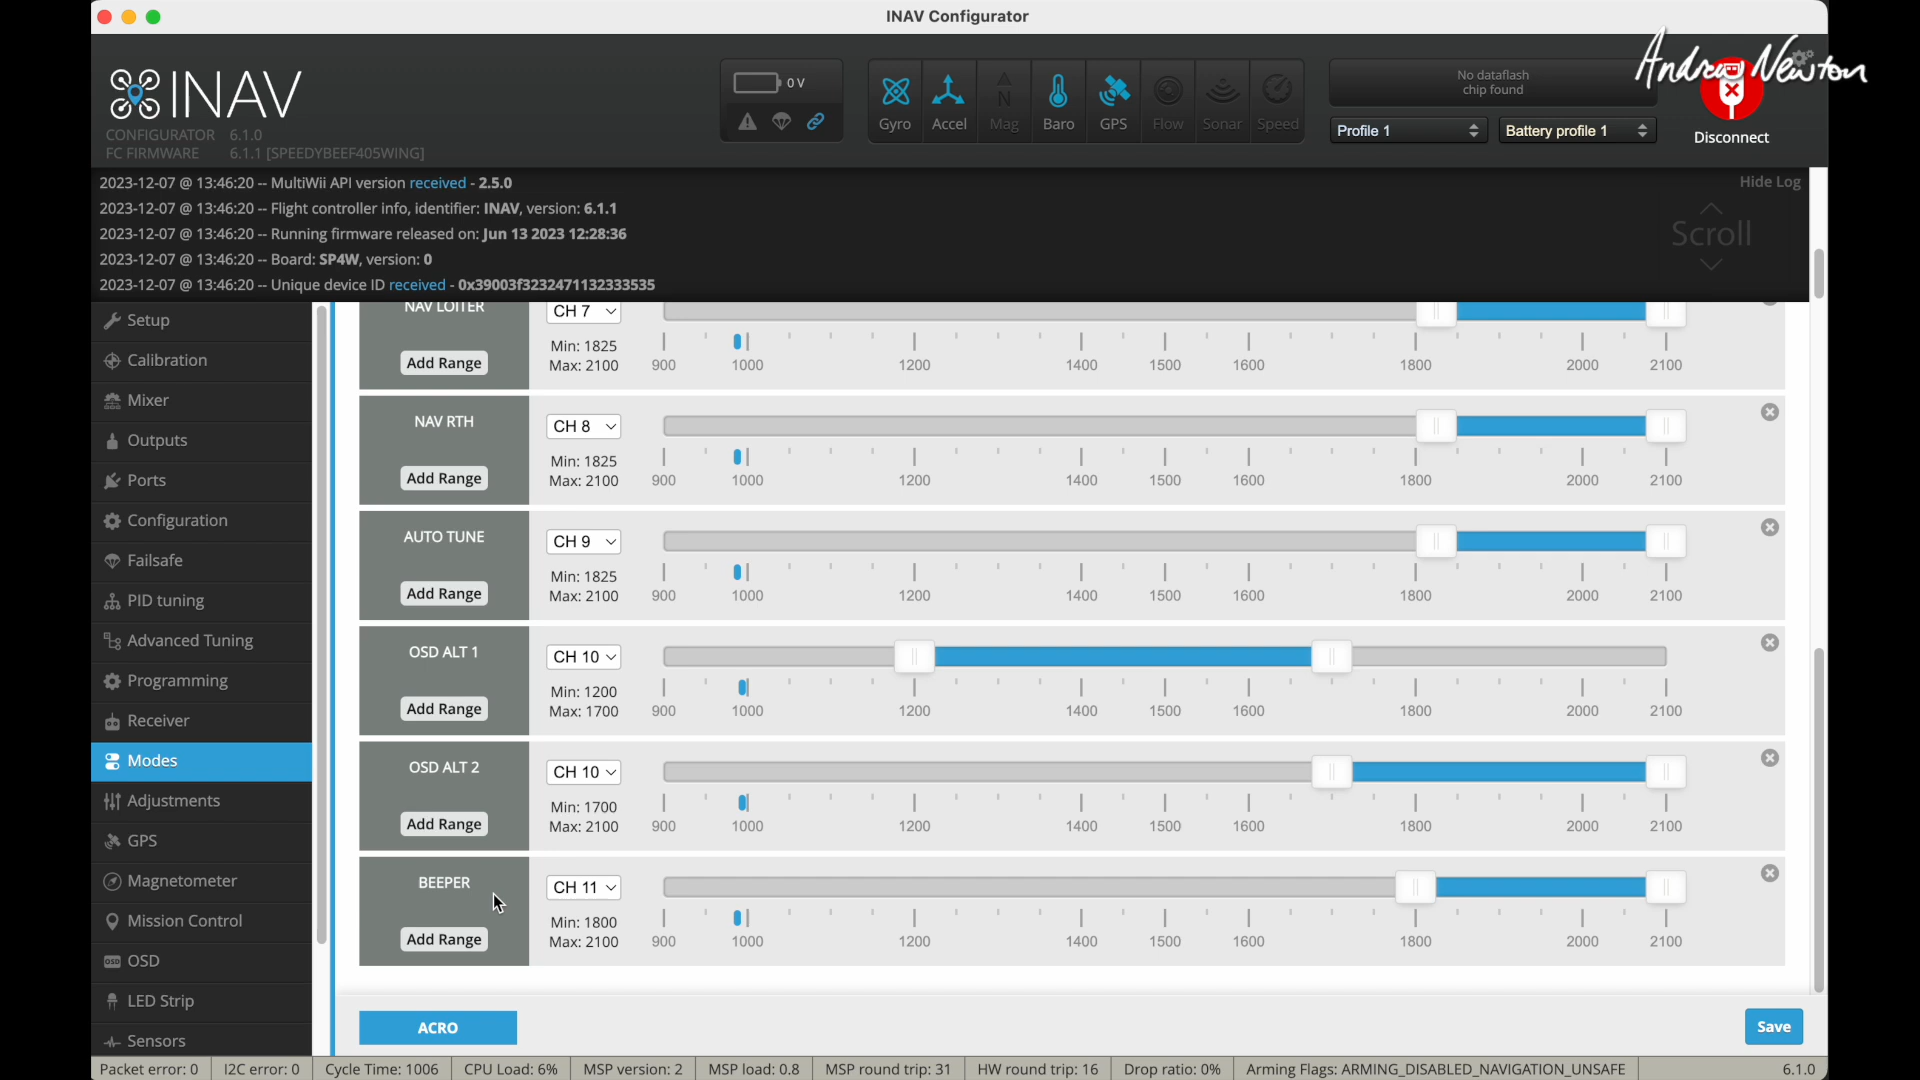 INAV Configurator
Andrew Newton
INAV
CONFIGURATOR 6.1.0
FC FIRMWARE 6.1.1 [SPEEDYBEEF405WING]
0 V
Gyro Accel Mag Baro GPS Flow Sonar Speed
No dataflash
chip found
Profile 1 Battery profile 1
Disconnect
2023-12-07 @ 13:46:20 -- MultiWii API version received - 2.5.0
2023-12-07 @ 13:46:20 -- Flight controller info, identifier: INAV, version: 6.1.1
2023-12-07 @ 13:46:20 -- Running firmware released on: Jun 13 2023 12:28:36
2023-12-07 @ 13:46:20 -- Board: SP4W, version: 0
2023-12-07 @ 13:46:20 -- Unique device ID received - 0x39003f3232471132333535
Hide Log
Scroll
Setup
Calibration
Mixer
Outputs
Ports
Configuration
Failsafe
PID tuning
Advanced Tuning
Programming
Receiver
Modes
Adjustments
GPS
Magnetometer
Mission Control
OSD
LED Strip
Sensors
NAV LOITER
Add Range
CH 7
Min: 1825
Max: 2100
900 1000 1200 1400 1500 1600 1800 2000 2100
NAV RTH
Add Range
CH 8
Min: 1825
Max: 2100
900 1000 1200 1400 1500 1600 1800 2000 2100
AUTO TUNE
Add Range
CH 9
Min: 1825
Max: 2100
900 1000 1200 1400 1500 1600 1800 2000 2100
OSD ALT 1
Add Range
CH 10
Min: 1200
Max: 1700
900 1000 1200 1400 1500 1600 1800 2000 2100
OSD ALT 2
Add Range
CH 10
Min: 1700
Max: 2100
900 1000 1200 1400 1500 1600 1800 2000 2100
BEEPER
Add Range
CH 11
Min: 1800
Max: 2100
900 1000 1200 1400 1500 1600 1800 2000 2100
ACRO
Save
Packet error: 0 I2C error: 0 Cycle Time: 1006 CPU Load: 6% MSP version: 2 MSP load: 0.8 MSP round trip: 31 HW round trip: 16 Drop ratio: 0% Arming Flags: ARMING_DISABLED_NAVIGATION_UNSAFE 6.1.0